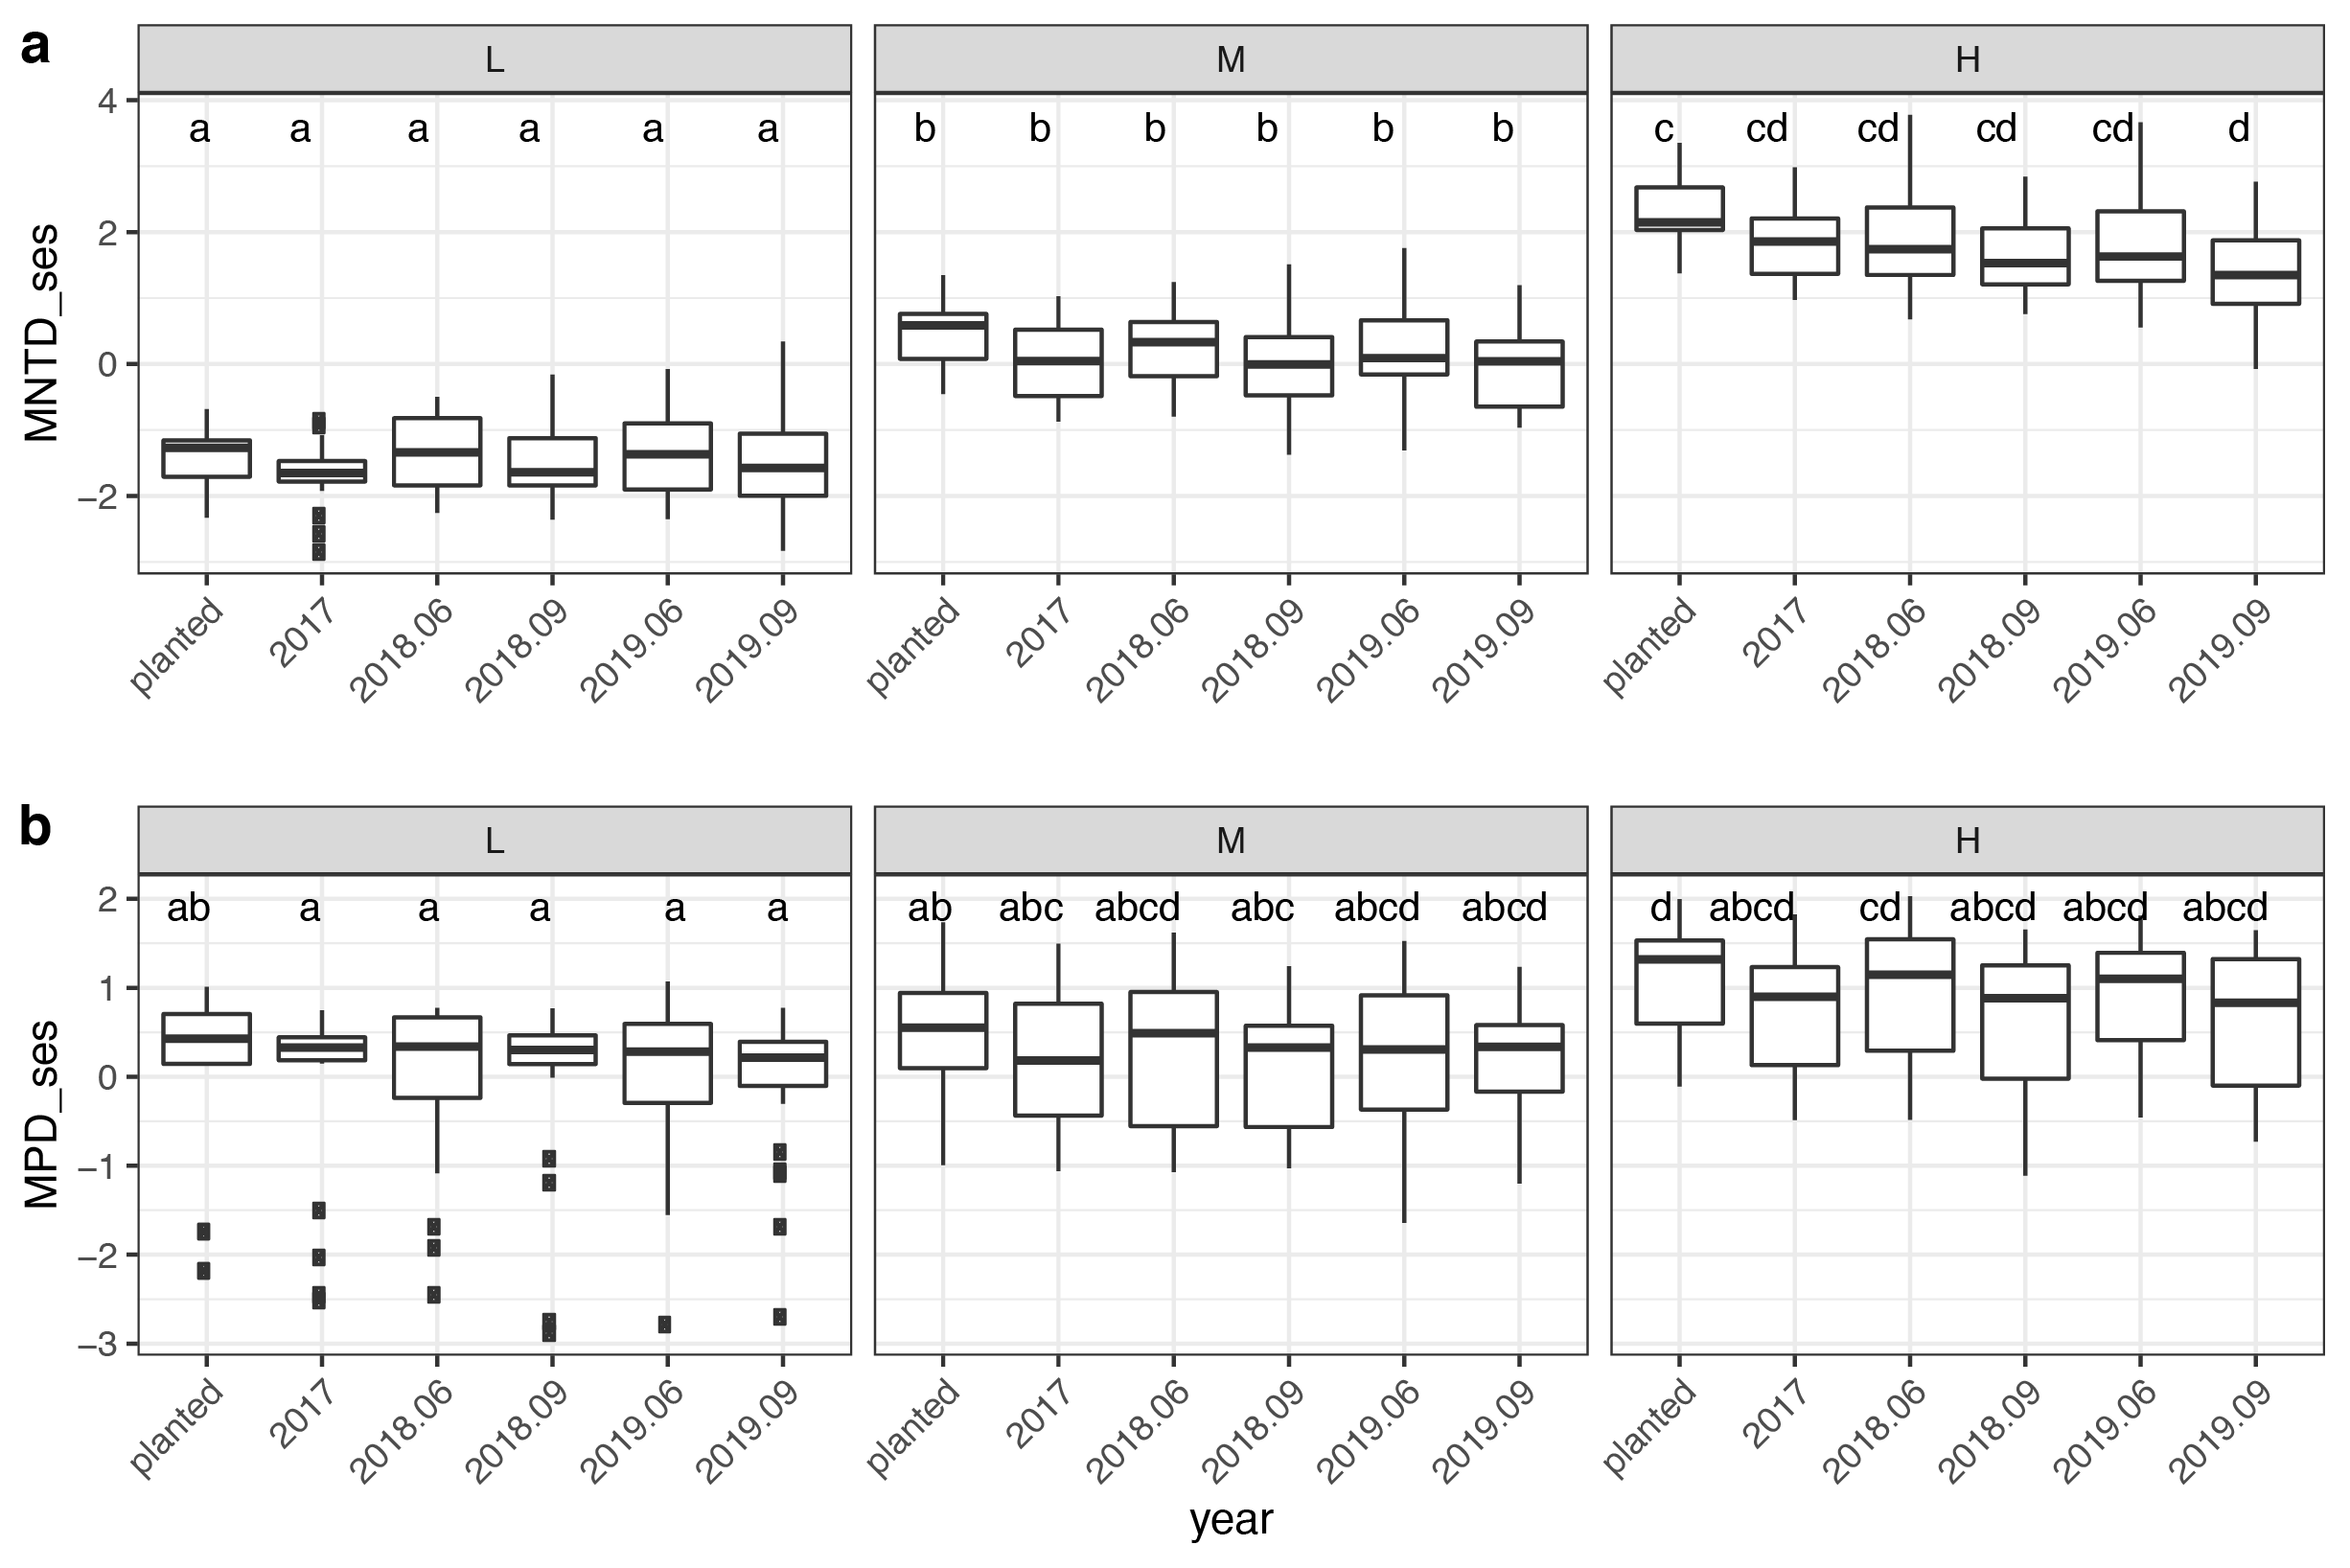 a
L M H
MNTD_ses
4
2
0
−2
a a a a a a
b b b b b b
c cd cd cd cd d
planted 2017 2018.06 2018.09 2019.06 2019.09
planted 2017 2018.06 2018.09 2019.06 2019.09
planted 2017 2018.06 2018.09 2019.06 2019.09
b
L M H
MPD_ses
2
1
0
−1
−2
−3
ab a a a a a
ab abc abcd abc abcd abcd
d abcd cd abcd abcd abcd
planted 2017 2018.06 2018.09 2019.06 2019.09
planted 2017 2018.06 2018.09 2019.06 2019.09
planted 2017 2018.06 2018.09 2019.06 2019.09
year